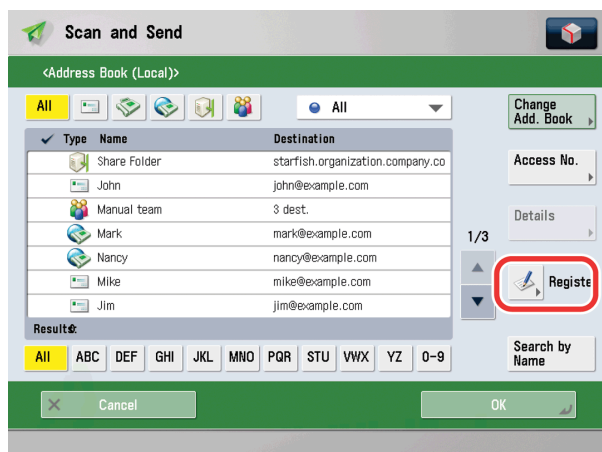 Scan and Send
<Address Book (Local)>
All
All
Change
Add. Book
Type Name Destination
Share Folder starfish.organization.company.co
Access No.
John john@example.com
Manual team 3 dest.
Details
Mark mark@example.com
1/3
Nancy nancy@example.com
Mike mike@example.com
Registe
Jim jim@example.com
Results:
All ABC DEF GHI JKL MNO PQR STU VWX YZ 0-9
Search by
Name
Cancel
OK